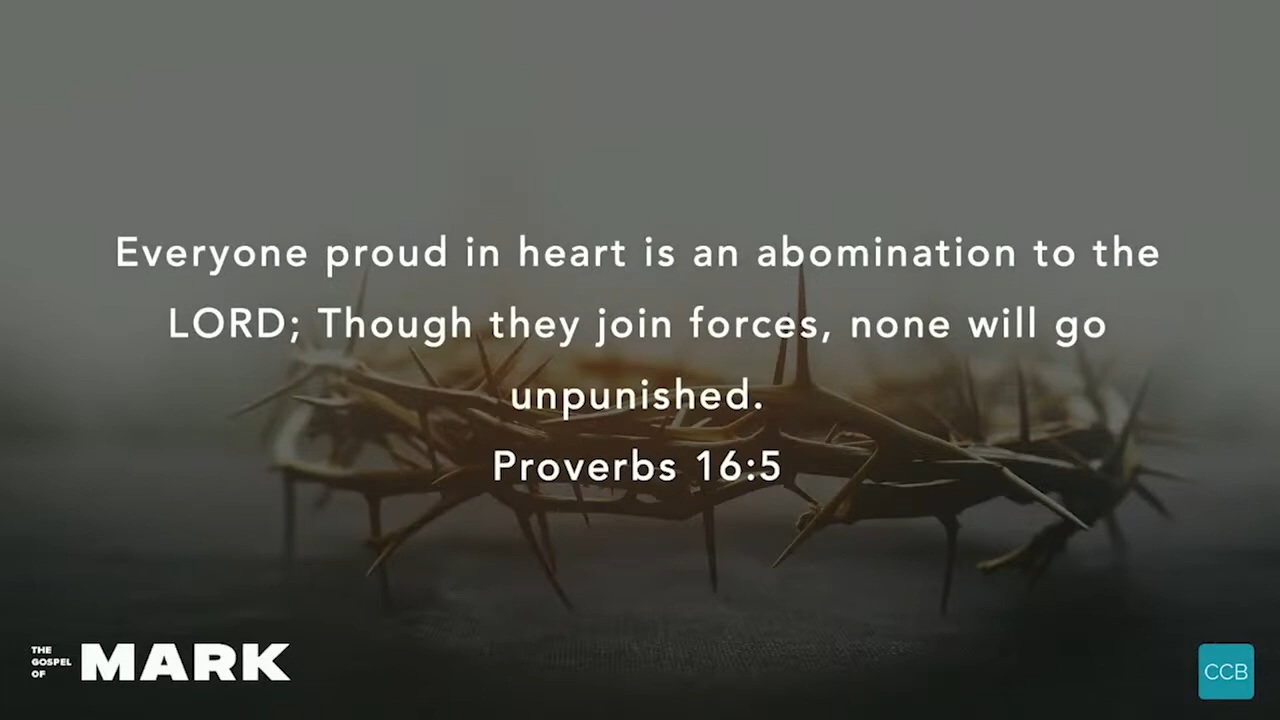 Everyone proud in heart is an abomination to the
LORD; Though they join forces, none will go
unpunished.
Proverbs 16:5
THE
GOSPEL
OF
MARK
CCB